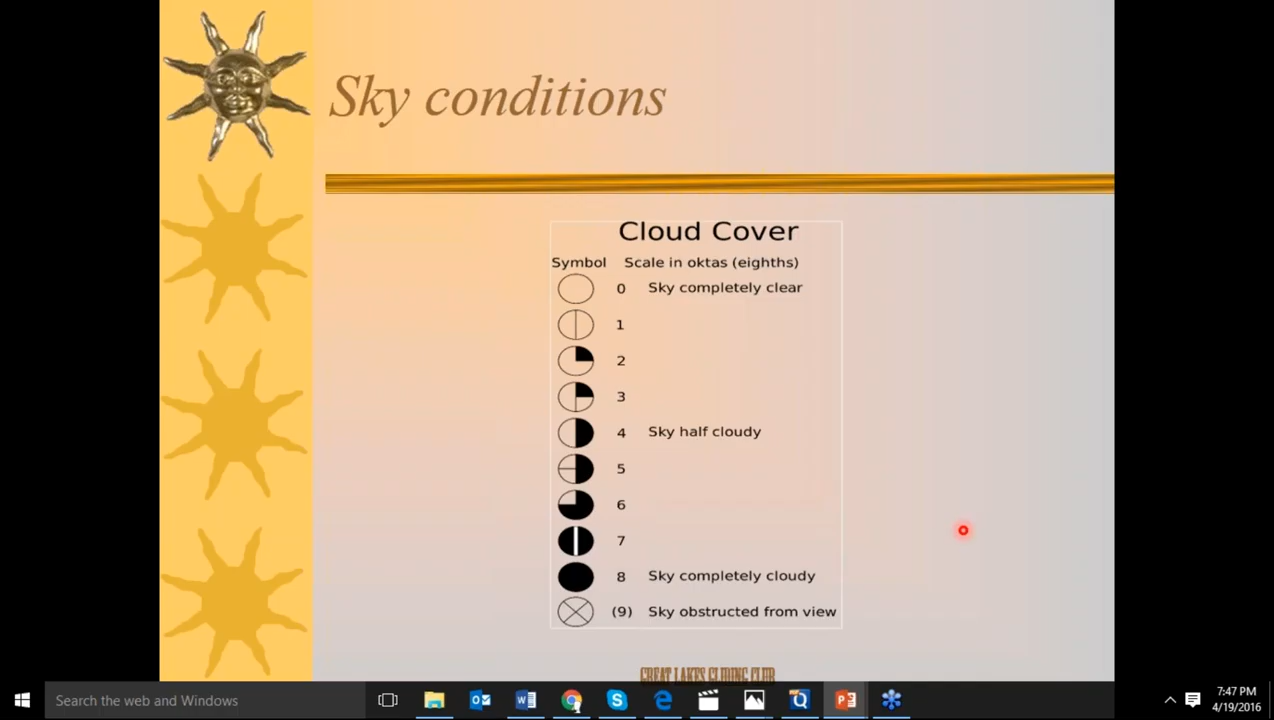 Sky conditions
Cloud Cover
Symbol Scale in oktas (eighths)
0 Sky completely clear
1
2
3
4 Sky half cloudy
5
6
7
8 Sky completely cloudy
(9) Sky obstructed from view
GREAT LAKES GLIDING CLUB
Search the web and Windows
7:47 PM
4/19/2016